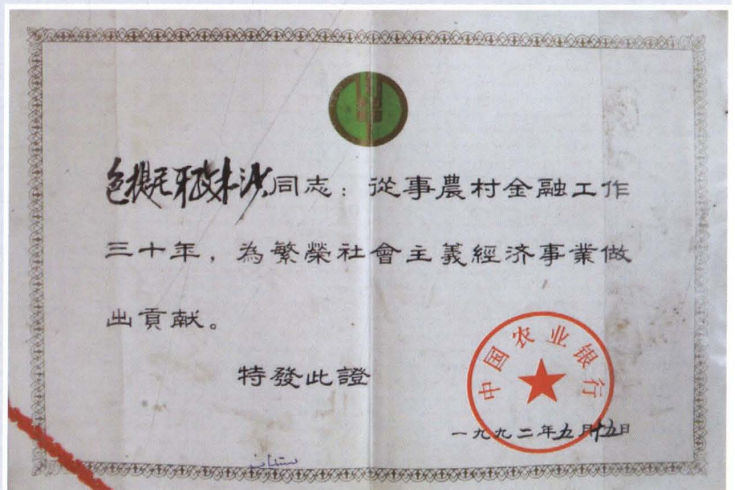 同志：從事農村金融工作
三十年，為繁榮社會主義經济事業做
出貢献。
特發此證
中国农业银行
一九九二年五月十五日